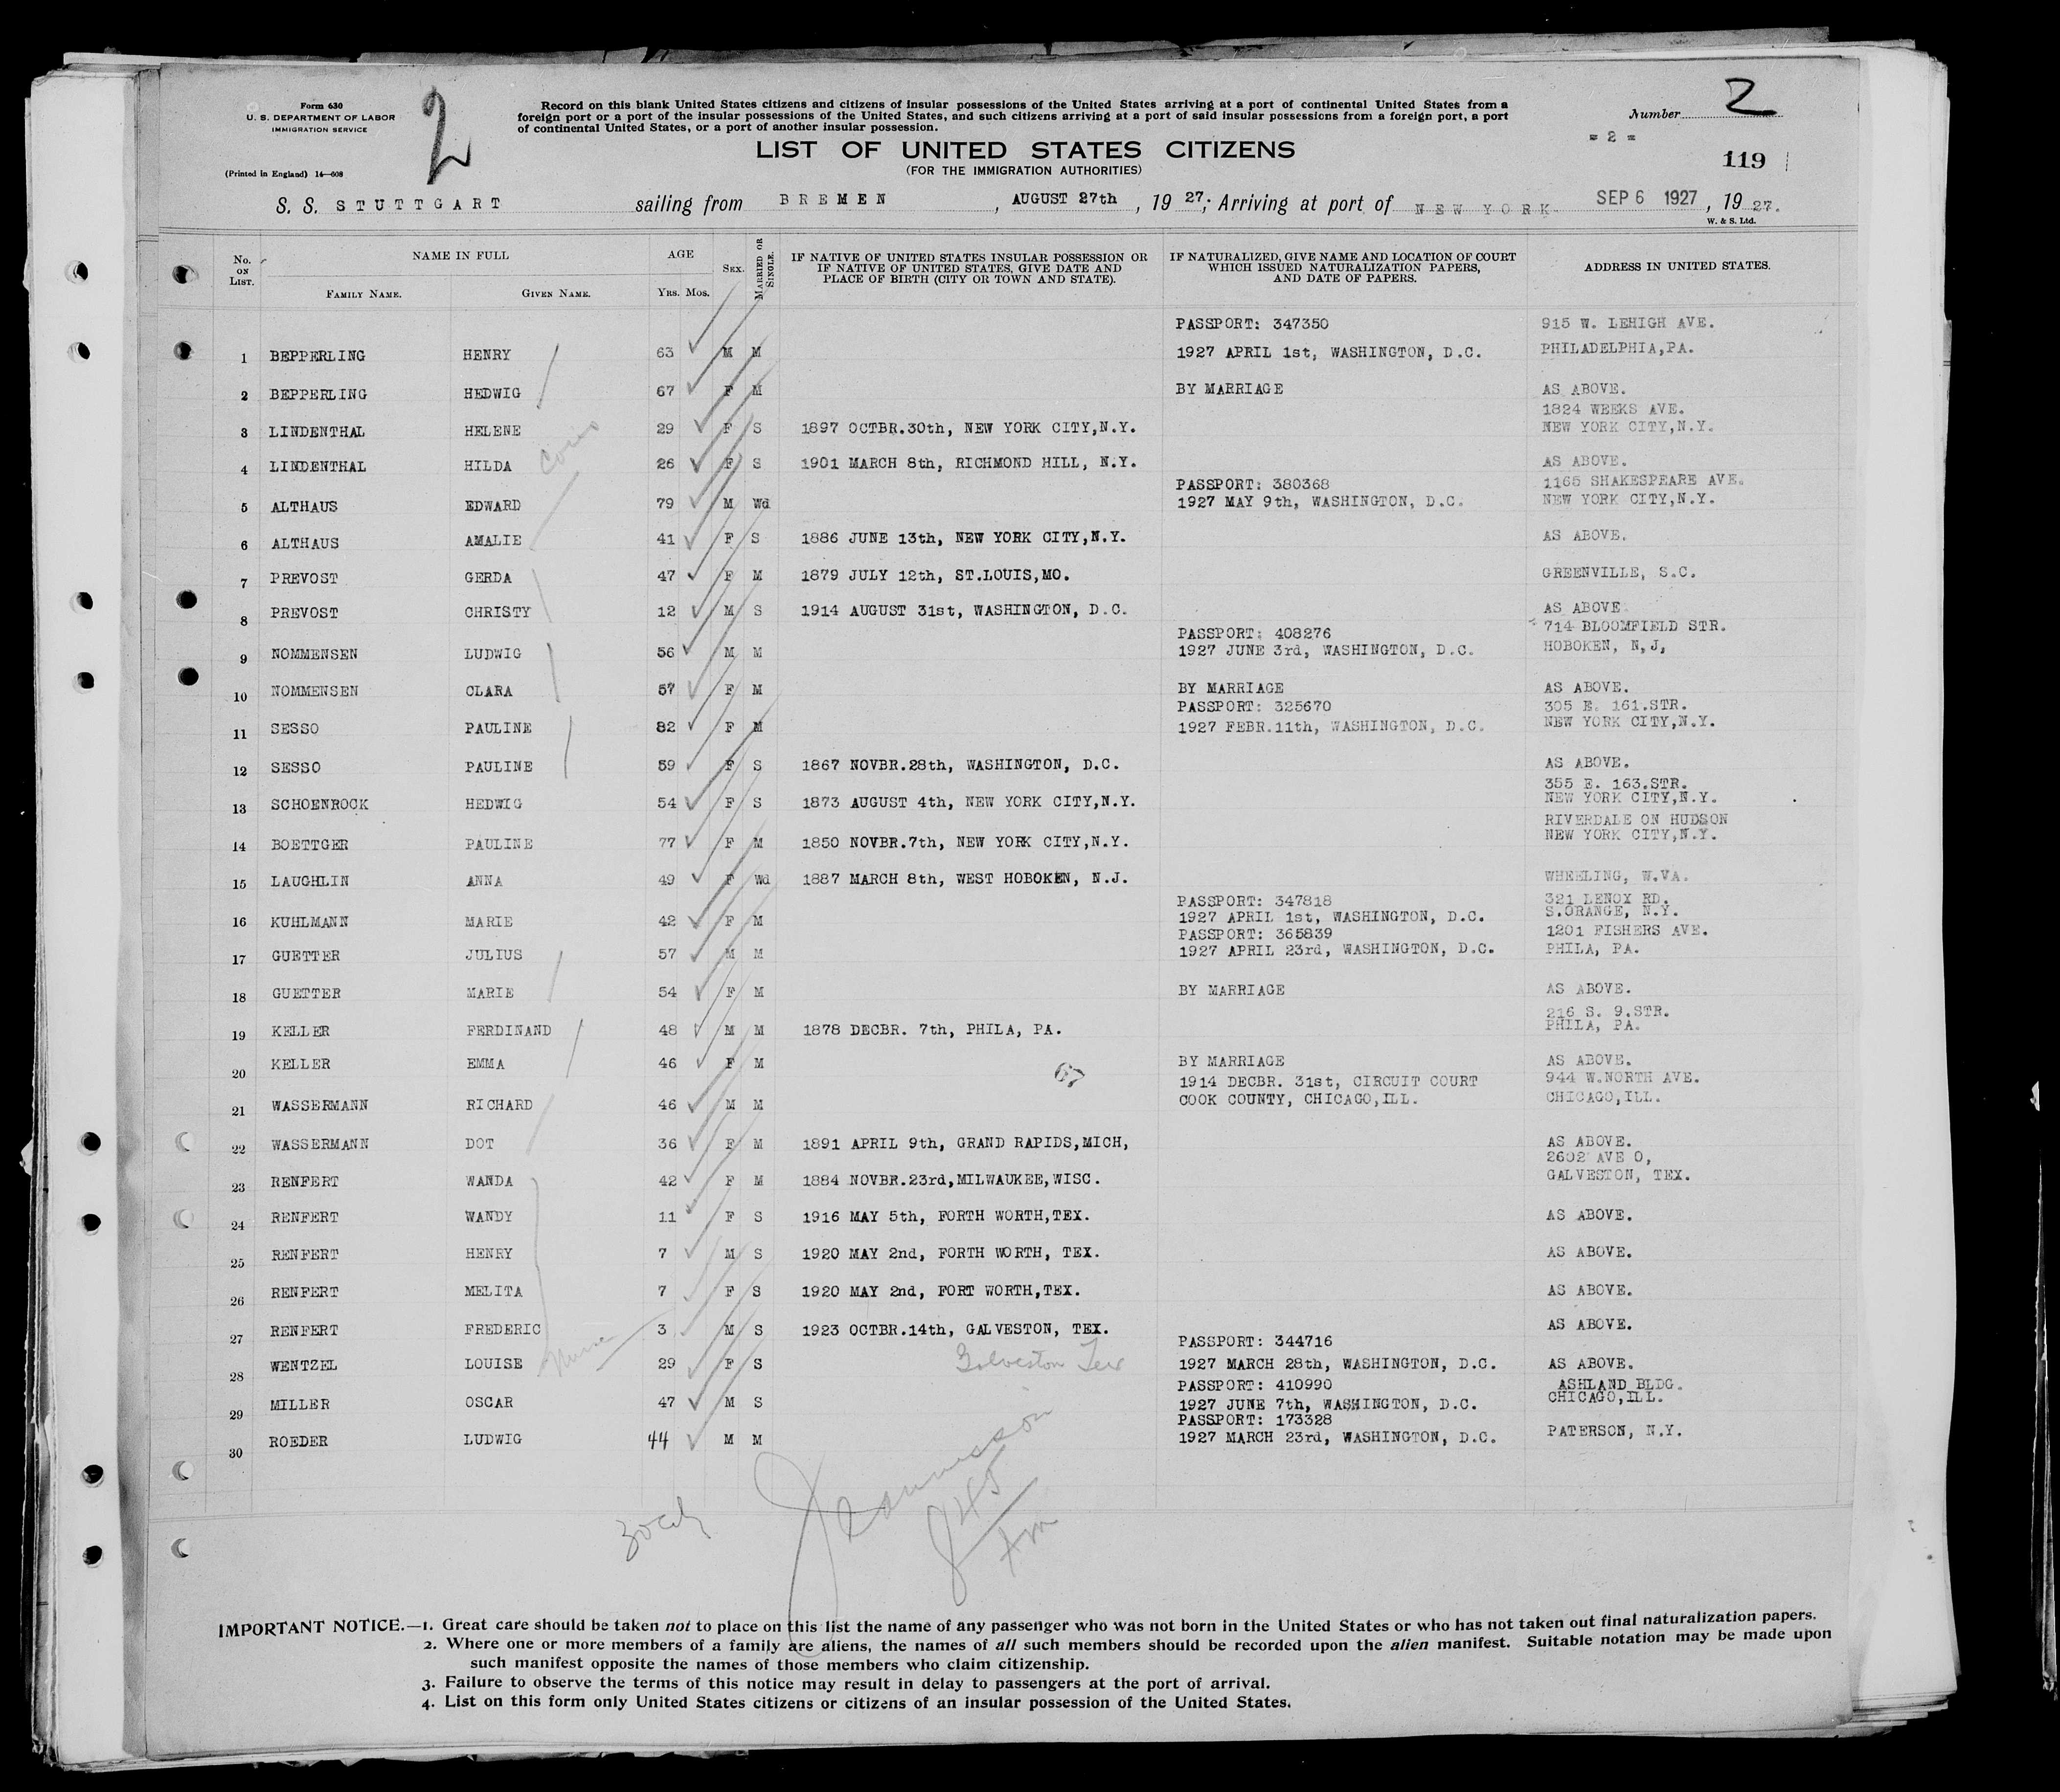 Form 630
U. S. DEPARTMENT OF LABOR
IMMIGRATION SERVICE
(Printed in England) 14—608
2
Record on this blank United States citizens and citizens of insular possessions of the United States arriving at a port of continental United States from a
foreign port or a port of the insular possessions of the United States, and such citizens arriving at a port of said insular possessions from a foreign port, a port
of continental United States, or a port of another insular possession.
Number 2
= 2 =
LIST OF UNITED STATES CITIZENS
(FOR THE IMMIGRATION AUTHORITIES)
119
S. S. STUTTGART sailing from BREMEN, AUGUST 27th, 19 27; Arriving at port of NEW YORK SEP 6 1927, 19 27.
W. & S. Ltd.
No. ON LIST. NAME IN FULL AGE SEX. MARRIED OR SINGLE. IF NATIVE OF UNITED STATES INSULAR POSSESSION OR IF NATIVE OF UNITED STATES, GIVE DATE AND PLACE OF BIRTH (CITY OR TOWN AND STATE). IF NATURALIZED, GIVE NAME AND LOCATION OF COURT WHICH ISSUED NATURALIZATION PAPERS, AND DATE OF PAPERS. ADDRESS IN UNITED STATES.
FAMILY NAME. GIVEN NAME. YRS. MOS.
PASSPORT: 347350 915 W. LEHIGH AVE.
1 BEPPERLING HENRY 63 M M 1927 APRIL 1st, WASHINGTON, D.C. PHILADELPHIA,PA.
2 BEPPERLING HEDWIG 67 F M BY MARRIAGE AS ABOVE.
1824 WEEKS AVE.
3 LINDENTHAL HELENE 29 F S 1897 OCTBR.30th, NEW YORK CITY,N.Y. NEW YORK CITY,N.Y.
4 LINDENTHAL HILDA 26 F S 1901 MARCH 8th, RICHMOND HILL, N.Y. AS ABOVE.
PASSPORT: 380368 1165 SHAKESPEARE AVE.
5 ALTHAUS EDWARD 79 M Wd 1927 MAY 9th, WASHINGTON, D.C. NEW YORK CITY,N.Y.
6 ALTHAUS AMALIE 41 F S 1886 JUNE 13th, NEW YORK CITY,N.Y. AS ABOVE.
7 PREVOST GERDA 47 F M 1879 JULY 12th, ST.LOUIS,MO. GREENVILLE, S.C.
8 PREVOST CHRISTY 12 M S 1914 AUGUST 31st, WASHINGTON, D.C. AS ABOVE
PASSPORT: 408276 714 BLOOMFIELD STR.
9 NOMMENSEN LUDWIG 56 M M 1927 JUNE 3rd, WASHINGTON, D.C. HOBOKEN, N,J,
10 NOMMENSEN CLARA 57 F M BY MARRIAGE AS ABOVE.
PASSPORT: 325670 305 E. 161.STR.
11 SESSO PAULINE 82 F M 1927 FEBR.11th, WASHINGTON, D.C. NEW YORK CITY,N.Y.
12 SESSO PAULINE 59 F S 1867 NOVBR.28th, WASHINGTON, D.C. AS ABOVE.
355 E. 163.STR.
13 SCHOENROCK HEDWIG 54 F S 1873 AUGUST 4th, NEW YORK CITY,N.Y. NEW YORK CITY,N.Y.
RIVERDALE ON HUDSON
14 BOETTGER PAULINE 77 F M 1850 NOVBR.7th, NEW YORK CITY,N.Y. NEW YORK CITY,N.Y.
15 LAUGHLIN ANNA 49 F Wd 1887 MARCH 8th, WEST HOBOKEN, N.J. WHEELING, W.VA.
PASSPORT: 347818 321 LENOX RD.
16 KUHLMANN MARIE 42 F M 1927 APRIL 1st, WASHINGTON, D.C. S.ORANGE, N.Y.
PASSPORT: 365839 1201 FISHERS AVE.
17 GUETTER JULIUS 57 M M 1927 APRIL 23rd, WASHINGTON, D.C. PHILA, PA.
18 GUETTER MARIE 54 F M BY MARRIAGE AS ABOVE.
216 S. 9.STR.
19 KELLER FERDINAND 48 M M 1878 DECBR. 7th, PHILA, PA. PHILA, PA.
20 KELLER EMMA 46 F M BY MARRIAGE AS ABOVE.
67
1914 DECBR. 31st, CIRCUIT COURT 944 W.NORTH AVE.
21 WASSERMANN RICHARD 46 M M COOK COUNTY, CHICAGO,ILL. CHICAGO,ILL.
22 WASSERMANN DOT 36 F M 1891 APRIL 9th, GRAND RAPIDS,MICH, AS ABOVE.
2602 AVE O,
23 RENFERT WANDA 42 F M 1884 NOVBR.23rd,MILWAUKEE,WISC. GALVESTON, TEX.
24 RENFERT WANDY 11 F S 1916 MAY 5th, FORTH WORTH,TEX. AS ABOVE.
25 RENFERT HENRY 7 M S 1920 MAY 2nd, FORTH WORTH, TEX. AS ABOVE.
26 RENFERT MELITA 7 F S 1920 MAY 2nd, FORT WORTH,TEX. AS ABOVE.
27 RENFERT FREDERIC 3 M S 1923 OCTBR.14th, GALVESTON, TEX. AS ABOVE.
PASSPORT: 344716
28 WENTZEL LOUISE 29 F S Galveston Tex 1927 MARCH 28th, WASHINGTON, D.C. AS ABOVE.
PASSPORT: 410990 ASHLAND BLDG.
29 MILLER OSCAR 47 M S 1927 JUNE 7th, WASHINGTON, D.C. CHICAGO,ILL.
PASSPORT: 173328
30 ROEDER LUDWIG 44 M M 1927 MARCH 23rd, WASHINGTON, D.C. PATERSON, N.Y.
IMPORTANT NOTICE.—1. Great care should be taken not to place on this list the name of any passenger who was not born in the United States or who has not taken out final naturalization papers.
2. Where one or more members of a family are aliens, the names of all such members should be recorded upon the alien manifest. Suitable notation may be made upon
such manifest opposite the names of those members who claim citizenship.
3. Failure to observe the terms of this notice may result in delay to passengers at the port of arrival.
4. List on this form only United States citizens or citizens of an insular possession of the United States.